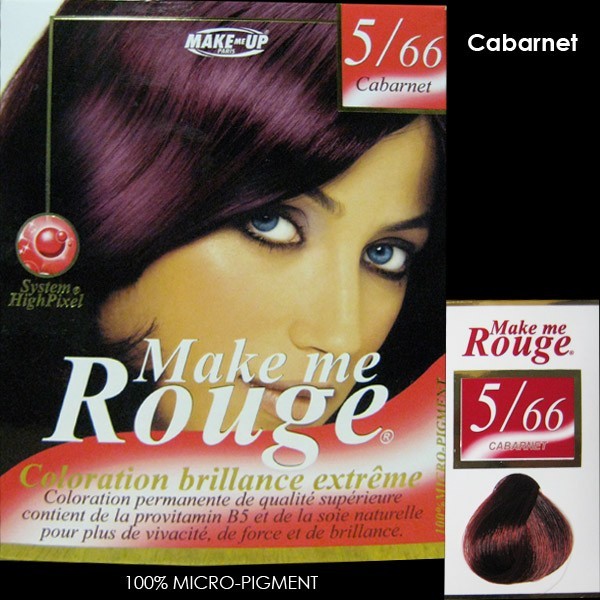 Cabarnet
MAKE ME UP
PARIS
5/66
Cabarnet
System®
HighPixel
Make me
Rouge®
Coloration brillance extrême
Coloration permanente de qualité supérieure
contient de la provitamin B5 et de la soie naturelle
pour plus de vivacité, de force et de brillance.
100% MICRO-PIGMENT
Make me
Rouge®
5/66
CABARNET
100% MICRO-PIGMENT